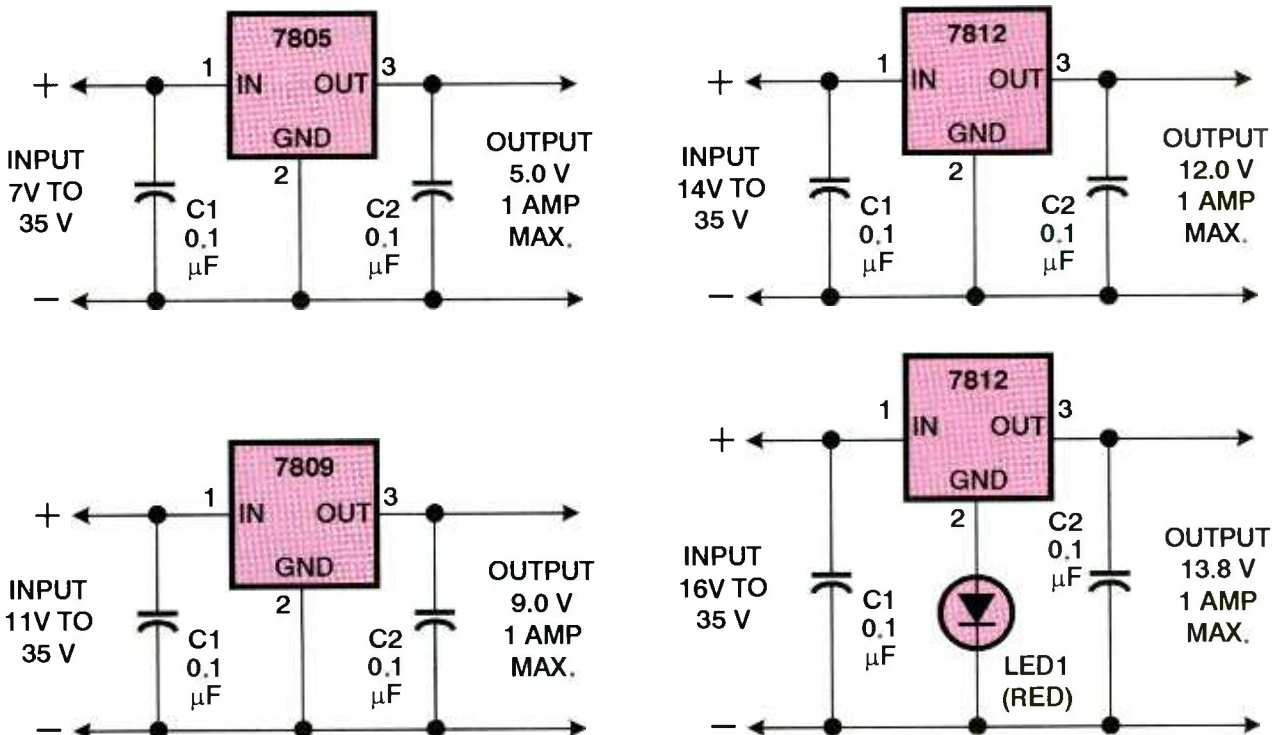 7805
1
IN
OUT
3
GND
2
+
−
INPUT
7V TO
35 V
C1
0.1
µF
C2
0.1
µF
OUTPUT
5.0 V
1 AMP
MAX.
7812
1
IN
OUT
3
GND
2
+
−
INPUT
14V TO
35 V
C1
0.1
µF
C2
0.1
µF
OUTPUT
12.0 V
1 AMP
MAX.
7809
1
IN
OUT
3
GND
2
+
−
INPUT
11V TO
35 V
C1
0.1
µF
C2
0.1
µF
OUTPUT
9.0 V
1 AMP
MAX.
7812
1
IN
OUT
3
GND
2
+
−
INPUT
16V TO
35 V
C1
0.1
µF
C2
0.1
µF
LED1
(RED)
OUTPUT
13.8 V
1 AMP
MAX.